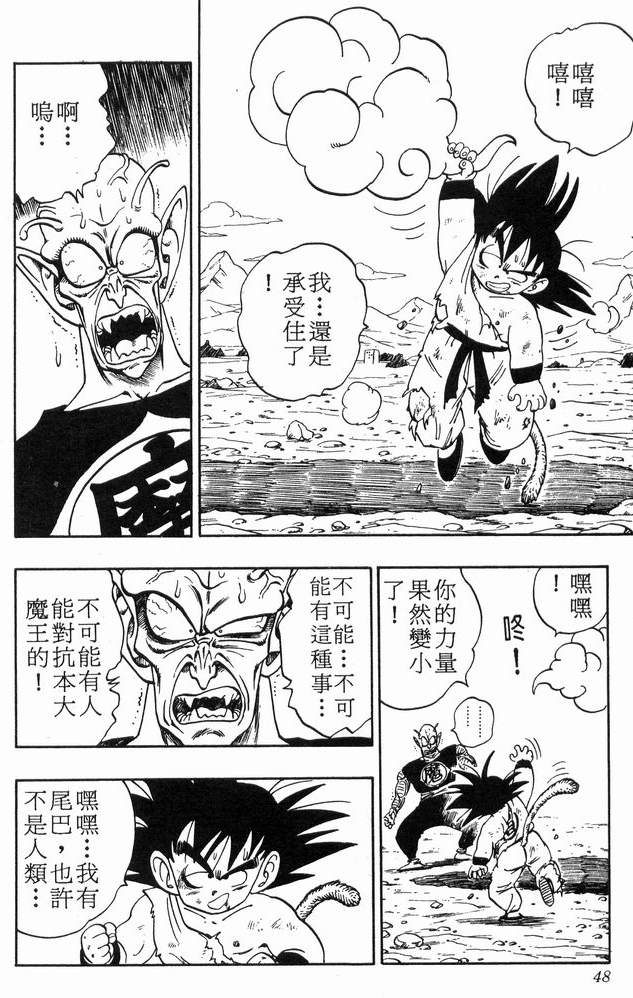 嘻嘻
嘻！
我…還是
承受住了
！
啊…
嗚…
魔
嘿嘿
！
咚！
你的力量
果然變小
了！
……
魔
不可能…不可
能有這種事…
不可能有人
能對抗本大
魔王的！
嘿嘿…我有
尾巴，也許
不是人類…
48